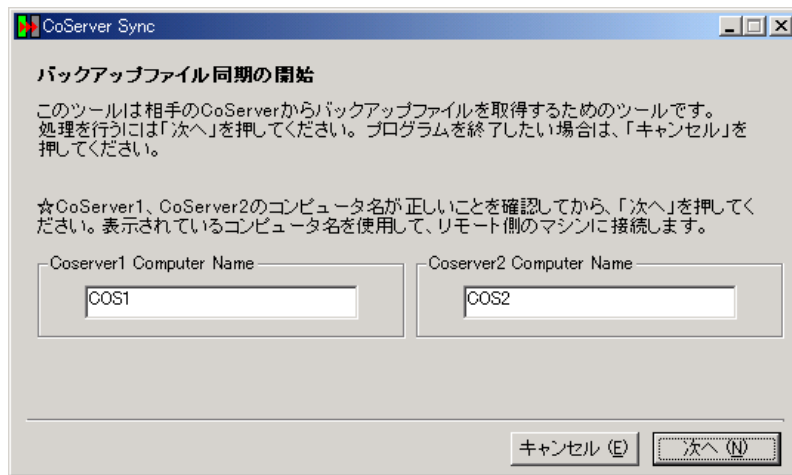 CoServer Sync
バックアップファイル同期の開始
このツールは相手のCoServerからバックアップファイルを取得するためのツールです。
処理を行うには「次へ」を押してください。プログラムを終了したい場合は、「キャンセル」を
押してください。
☆CoServer1、CoServer2のコンピュータ名が正しいことを確認してから、「次へ」を押してく
ださい。表示されているコンピュータ名を使用して、リモート側のマシンに接続します。
Coserver1 Computer Name
Coserver2 Computer Name
COS1
COS2
キャンセル (E)
次へ (N)